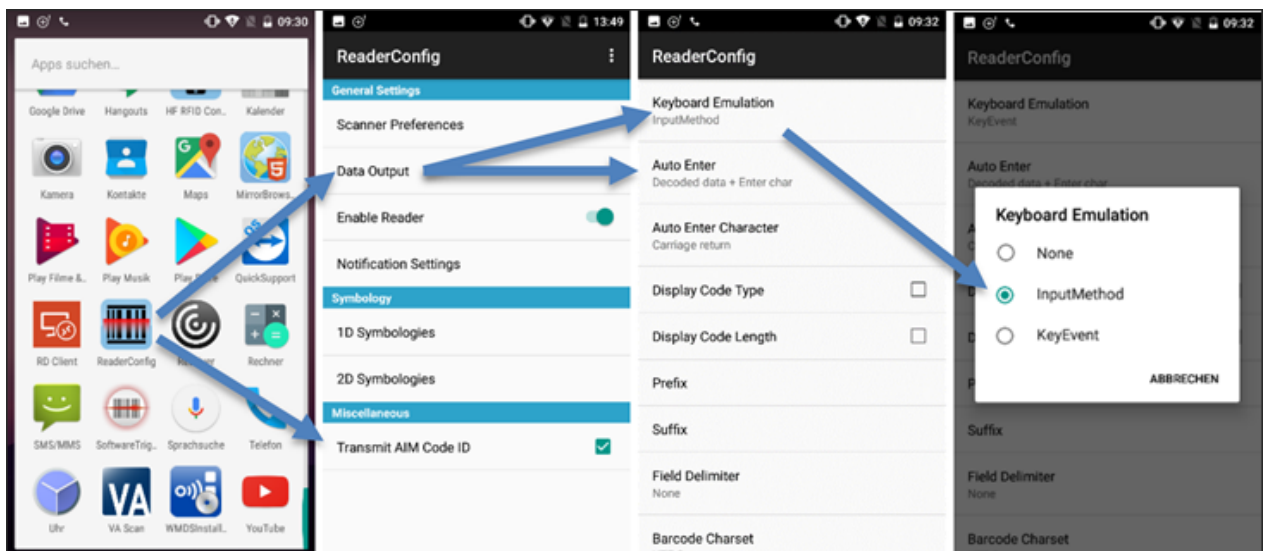 09:30
Apps suchen...
Google Drive
Hangouts
HF RFID Con..
Kalender
Kamera
Kontakte
Maps
MirrorBrows..
Play Filme &..
Play Musik
Play
QuickSupport
RD Client
ReaderConfig
Rechner
SMS/MMS
SoftwareTrig..
Sprachsuche
Telefon
VA
Uhr
VA Scan
WMDSInstall..
YouTube
13:49
ReaderConfig
General Settings
Scanner Preferences
Data Output
Enable Reader
Notification Settings
Symbology
1D Symbologies
2D Symbologies
Miscellaneous
Transmit AIM Code ID
09:32
ReaderConfig
Keyboard Emulation
InputMethod
Auto Enter
Decoded data + Enter char
Auto Enter Character
Carriage return
Display Code Type
Display Code Length
Prefix
Suffix
Field Delimiter
None
Barcode Charset
09:32
ReaderConfig
Keyboard Emulation
KeyEvent
Auto Enter
Decoded data + Enter char
Keyboard Emulation
None
InputMethod
KeyEvent
ABBRECHEN
Suffix
Field Delimiter
None
Barcode Charset